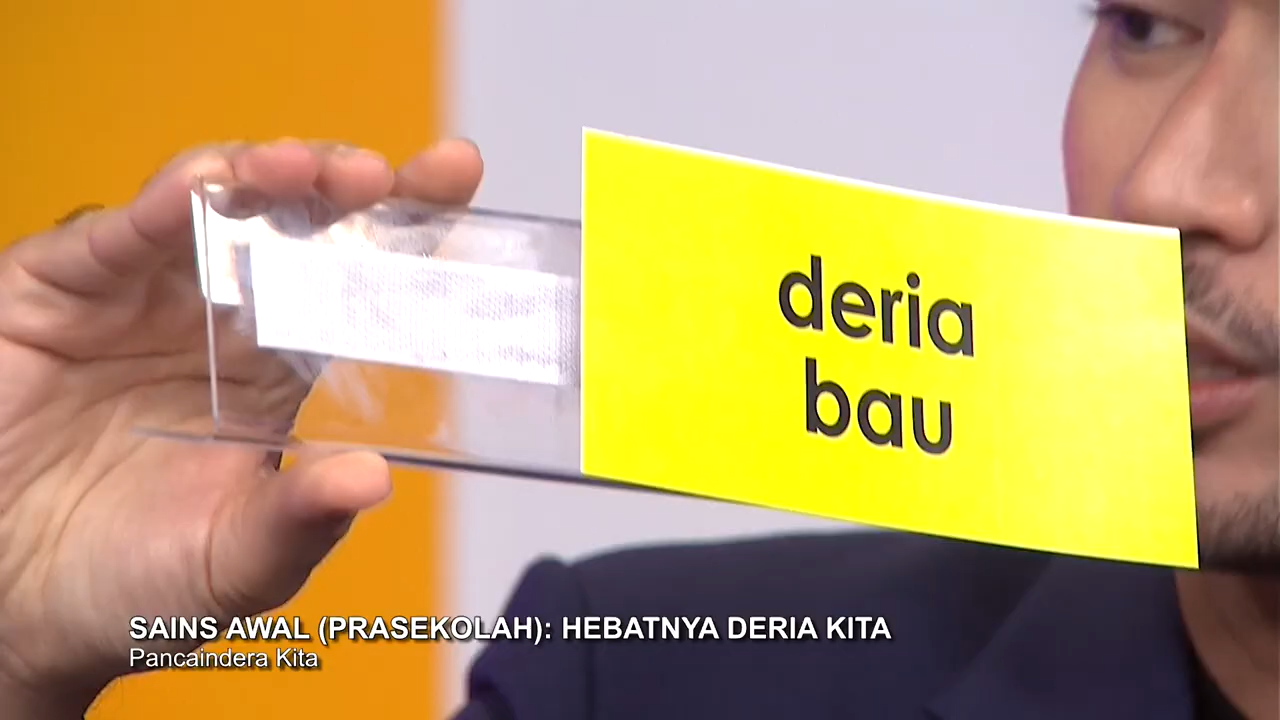 deria
bau
SAINS AWAL (PRASEKOLAH): HEBATNYA DERIA KITA
Pancaindera Kita